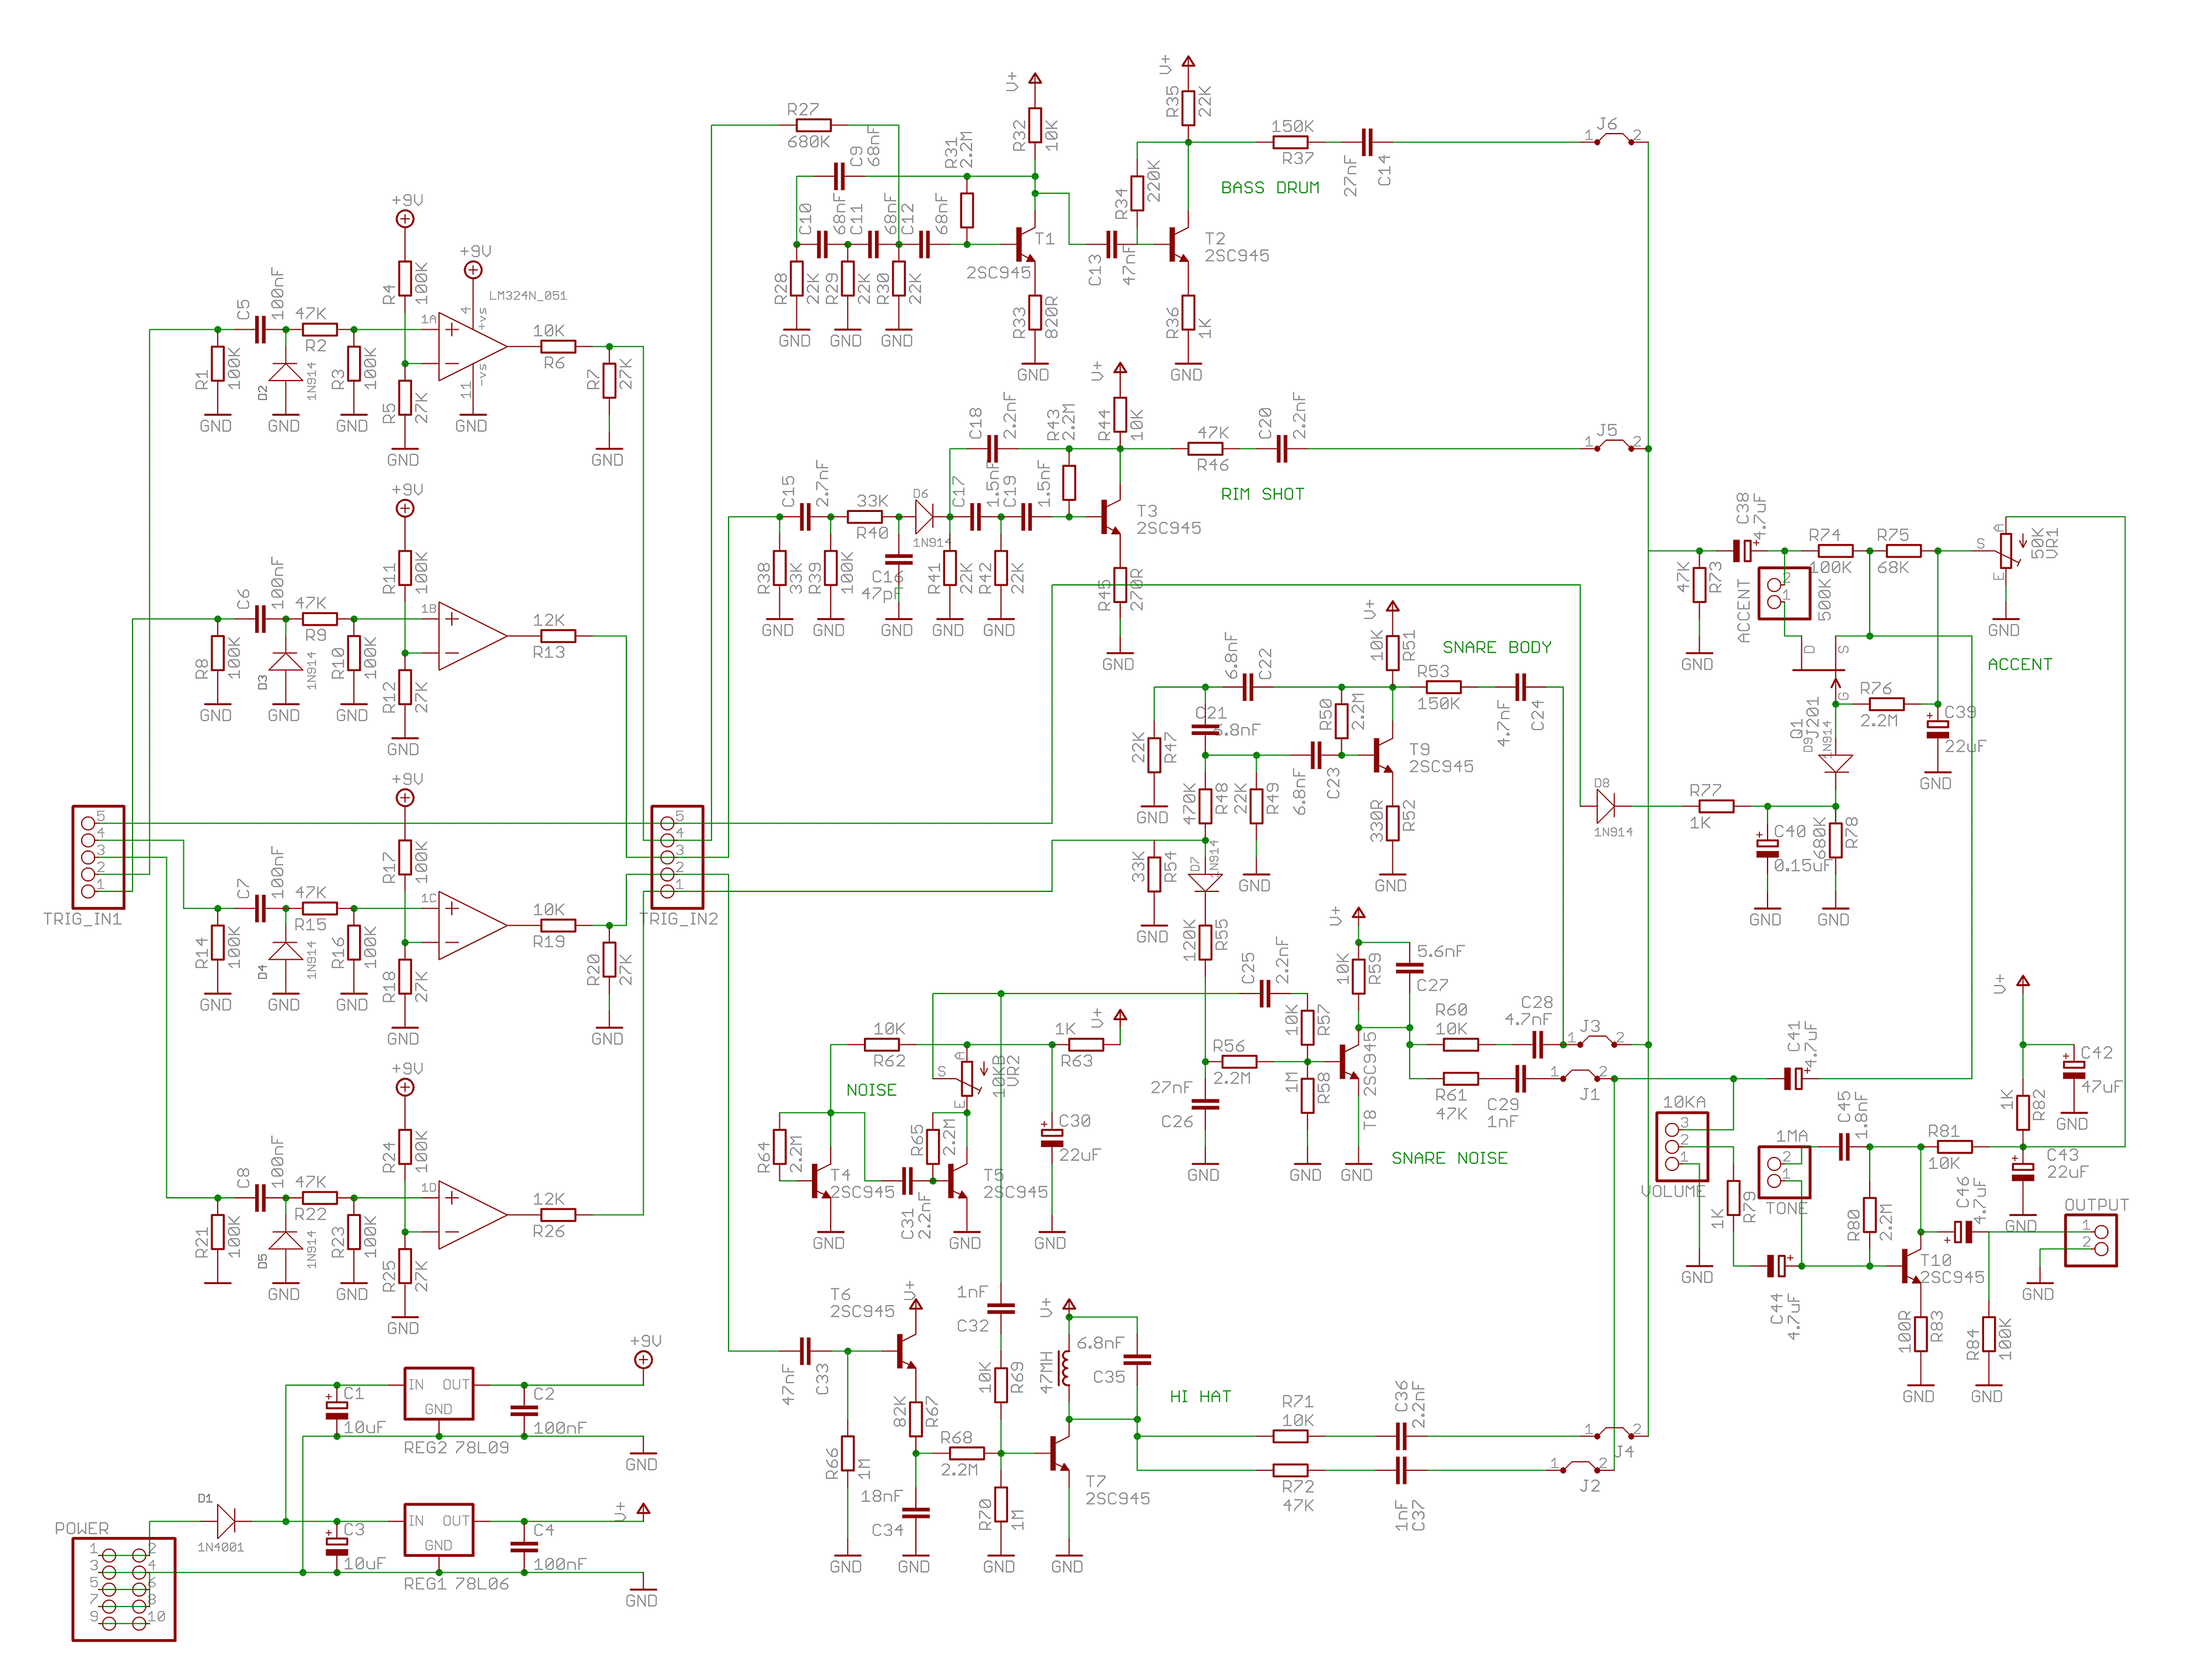 V+
V+
R27
680K
C9
68nF
R31
2.2M
R32
10K
R35
22K
150K
R37
27nF
C14
J6
1
2
BASS DRUM
R34
220K
C10
68nF
C11
68nF
C12
68nF
T1
2SC945
C13
47nF
T2
2SC945
R28
22K
R29
22K
R30
22K
GND
GND
GND
R33
820R
GND
R36
1K
GND
+9V
+9V
R4
100K
LM324N_051
C5
100nF
47K
R2
1A
4
+vs
-vs
11
10K
R6
R1
100K
D2
1N914
R3
100K
R5
27K
R7
27K
GND
GND
GND
GND
GND
GND
V+
C18
2.2nF
R43
2.2M
R44
10K
47K
R46
C20
2.2nF
J5
1
2
RIM SHOT
C15
2.7nF
33K
R40
D6
1N914
C17
1.5nF
C19
1.5nF
T3
2SC945
R38
33K
R39
100K
C16
47pF
R41
22K
R42
22K
R45
270R
GND
GND
GND
GND
GND
GND
+9V
R11
100K
C6
100nF
47K
R9
1B
12K
R13
R8
100K
D3
1N914
R10
100K
R12
27K
GND
GND
GND
GND
C38
4.7uF
R74
100K
R75
68K
A
S
E
50K
VR1
47K
R73
ACCENT
2
1
500K
GND
GND
ACCENT
D
S
G
R76
2.2M
Q1
J201
D9
1N914
C39
22uF
GND
V+
10K
R51
SNARE BODY
6.8nF
C22
R53
150K
4.7nF
C24
C21
6.8nF
R50
2.2M
22K
R47
T9
2SC945
6.8nF
C23
470K
R48
22K
R49
330R
R52
GND
GND
GND
D8
1N914
R77
1K
C40
0.15uF
680K
R78
GND
GND
33K
R54
D7
1N914
GND
120K
R55
+9V
R17
100K
TRIG_IN1
5
4
3
2
1
TRIG_IN2
5
4
3
2
1
C7
100nF
47K
R15
1C
10K
R19
R14
100K
D4
1N914
R16
100K
R18
27K
R20
27K
GND
GND
GND
GND
GND
V+
C25
2.2nF
10K
R59
5.6nF
C27
10K
R57
R60
10K
C28
4.7nF
J3
1
2
R56
2.2M
27nF
C26
1M
R58
T8
2SC945
R61
47K
C29
1nF
J1
1
2
GND
GND
GND
SNARE NOISE
10K
R62
1K
R63
V+
A
S
E
10KB
VR2
NOISE
R64
2.2M
R65
2.2M
C30
22uF
T4
2SC945
C31
2.2nF
T5
2SC945
GND
GND
GND
V+
C41
4.7uF
C42
47uF
1K
R82
GND
10KA
3
2
1
VOLUME
1MA
2
1
TONE
C45
1.8nF
R81
10K
C43
22uF
GND
1K
R79
R80
2.2M
C46
4.7uF
OUTPUT
1
2
C44
4.7uF
T10
2SC945
GND
GND
100R
R83
R84
100K
GND
GND
+9V
R24
100K
C8
100nF
47K
R22
1D
12K
R26
R21
100K
D5
1N914
R23
100K
R25
27K
GND
GND
GND
GND
T6
2SC945
V+
1nF
C32
V+
6.8nF
C35
47MH
47nF
C33
82K
R67
10K
R69
HI HAT
R71
10K
C36
2.2nF
1
2
J4
R66
1M
R68
2.2M
18nF
C34
R70
1M
T7
2SC945
R72
47K
1nF
C37
1
2
J2
GND
GND
GND
GND
+9V
C1
10uF
IN
OUT
GND
REG2 78L09
C2
100nF
GND
D1
1N4001
C3
10uF
IN
OUT
GND
REG1 78L06
C4
100nF
V+
GND
POWER
1
2
3
4
5
6
7
8
9
10